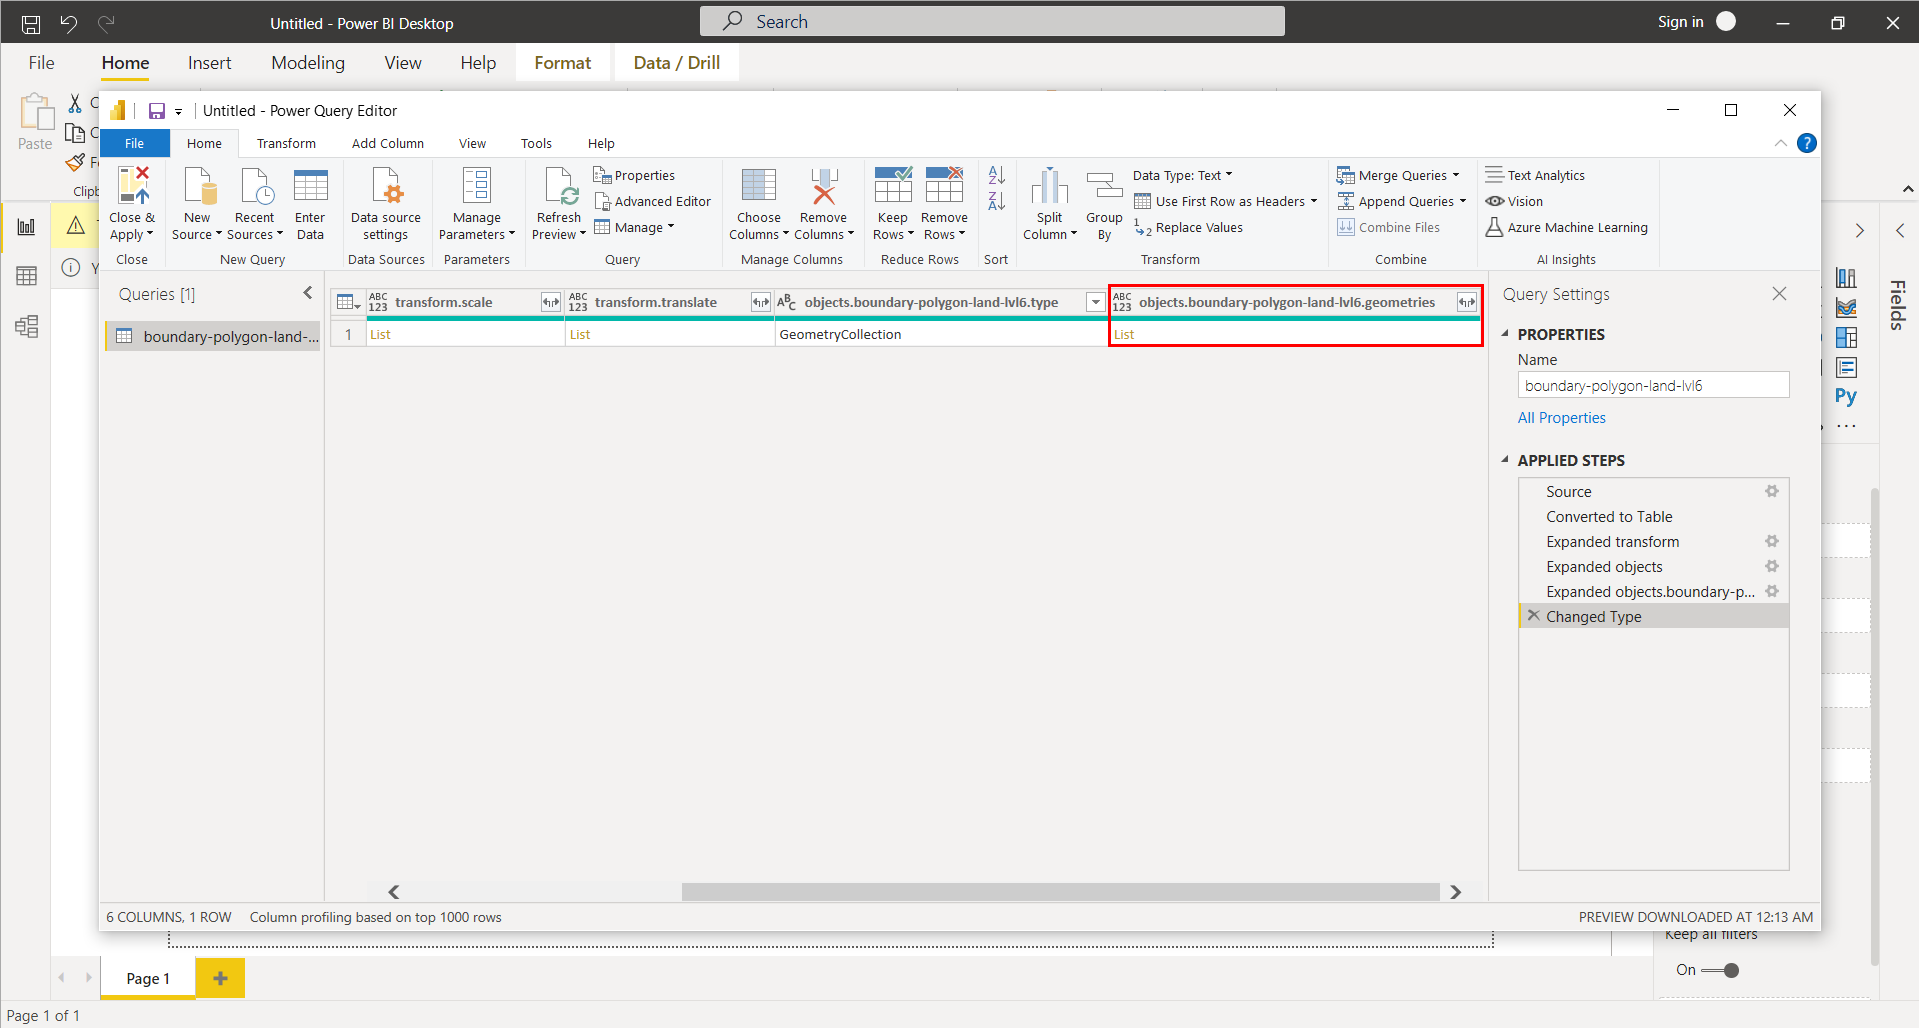 Untitled - Power BI Desktop
Search
Sign in
File Home Insert Modeling View Help Format Data / Drill
Paste
Clipb
Untitled - Power Query Editor
File Home Transform Add Column View Tools Help
Close & Apply
New Source
Recent Sources
Enter Data
Data source settings
Manage Parameters
Refresh Preview
Properties
Advanced Editor
Manage
Choose Columns
Remove Columns
Keep Rows
Remove Rows
Split Column
Group By
Data Type: Text
Use First Row as Headers
Replace Values
Merge Queries
Append Queries
Combine Files
Text Analytics
Vision
Azure Machine Learning
Close
New Query
Data Sources
Parameters
Query
Manage Columns
Reduce Rows
Sort
Transform
Combine
AI Insights
Queries [1]
boundary-polygon-land-...
ABC 123 transform.scale
ABC 123 transform.translate
ABC objects.boundary-polygon-land-lvl6.type
ABC 123 objects.boundary-polygon-land-lvl6.geometries
1 List List GeometryCollection List
Query Settings
PROPERTIES
Name
boundary-polygon-land-lvl6
All Properties
APPLIED STEPS
Source
Converted to Table
Expanded transform
Expanded objects
Expanded objects.boundary-p...
Changed Type
Fields
Py
6 COLUMNS, 1 ROW Column profiling based on top 1000 rows
PREVIEW DOWNLOADED AT 12:13 AM
Keep all filters
On
Page 1
Page 1 of 1